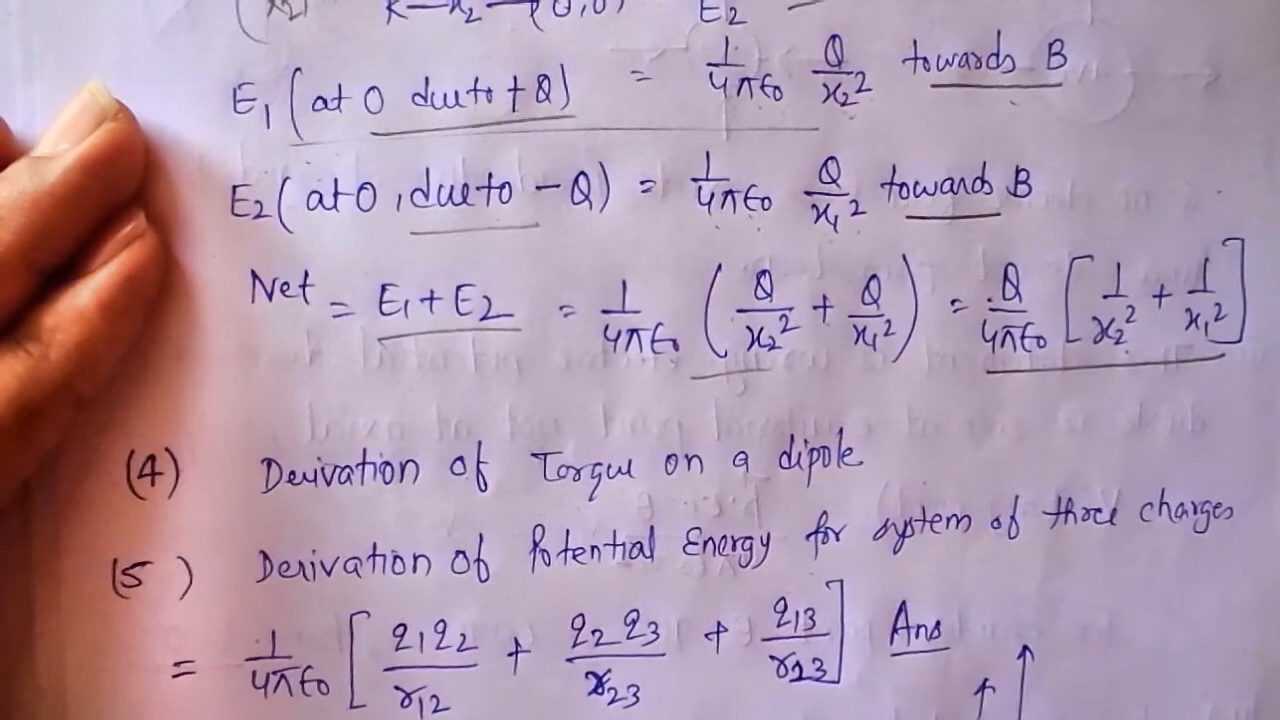 E₂
E₁ (at O due to + Q) = 1/4πε₀ Q/x₂² towards B
E₂ (at O, due to − Q) = 1/4πε₀ Q/x₁² towards B
Net = E₁ + E₂ = 1/4πε₀ (Q/x₂² + Q/x₁²) = Q/4πε₀ [1/x₂² + 1/x₁²]
(4) Derivation of Torque on a dipole
(5) Derivation of Potential Energy for system of three charges
= 1/4πε₀ [q₁q₂/r₁₂ + q₂q₃/r₂₃ + q₁₃/r₂₃] Ans